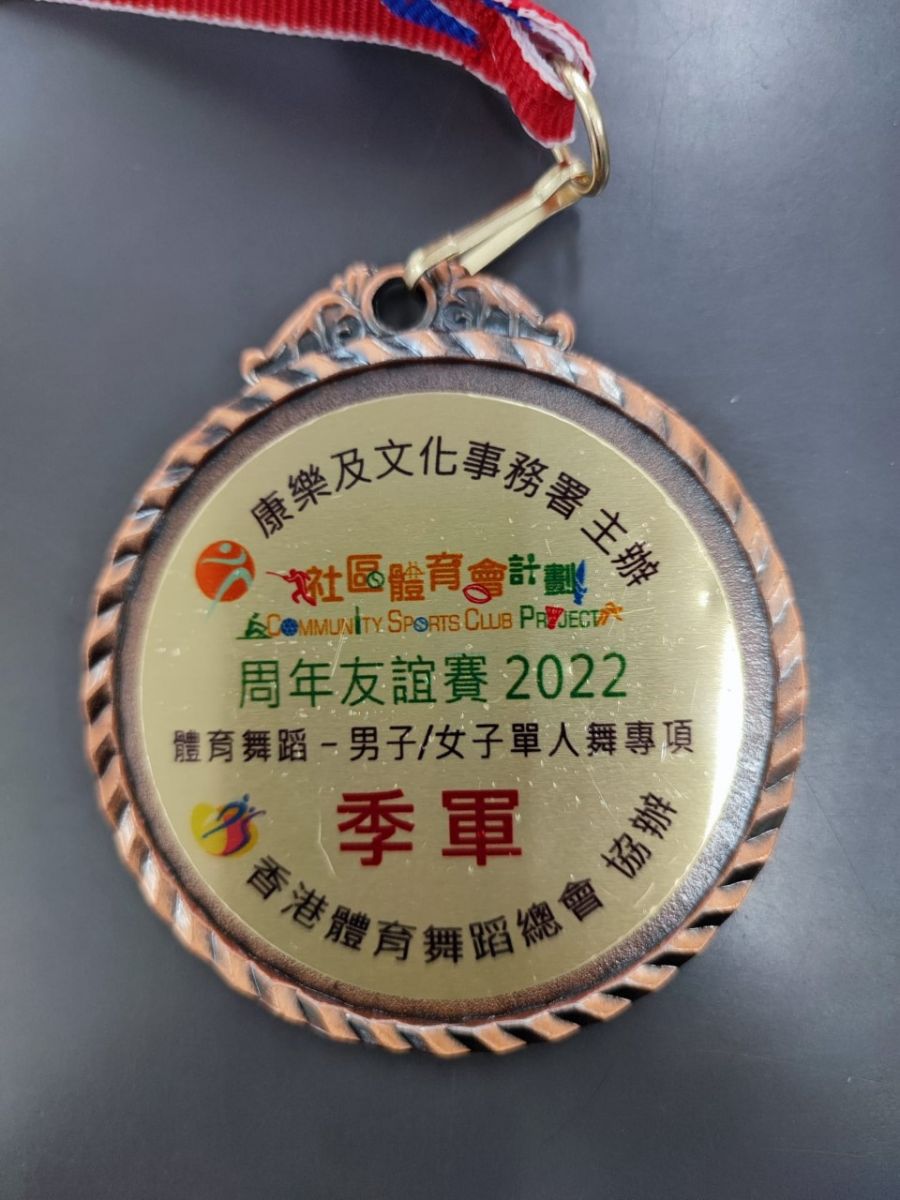 康樂及文化事務署 主辦
社區體育會計劃
COMMUNITY SPORTS CLUB PROJECT
周年友誼賽 2022
體育舞蹈 - 男子/女子單人舞專項
季軍
香港體育舞蹈總會 協辦